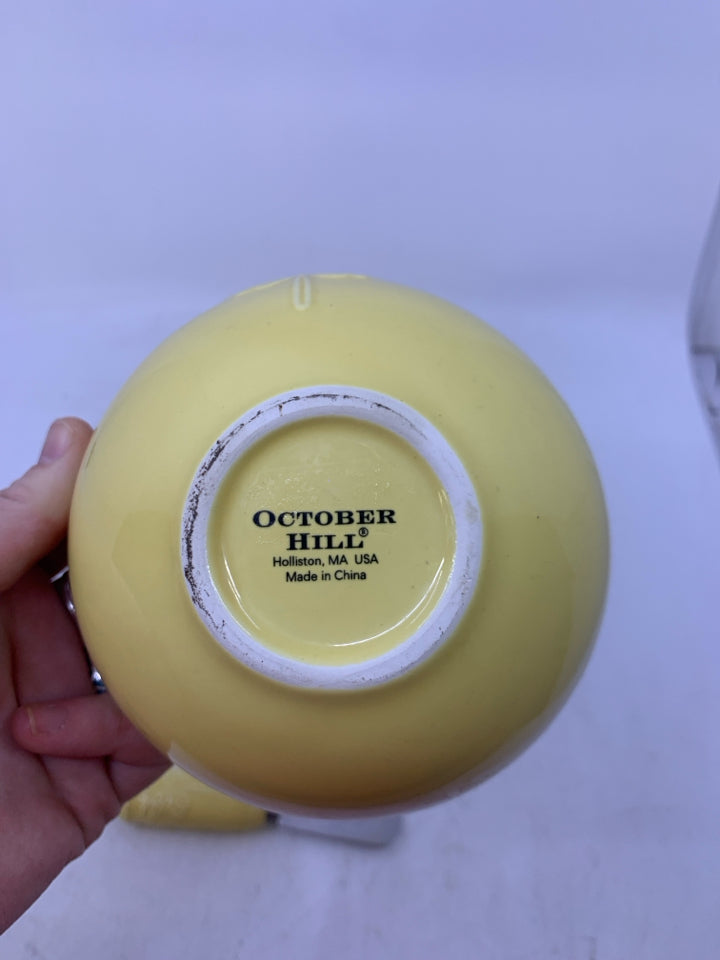 OCTOBER
HILL®
Holliston, MA USA
Made in China